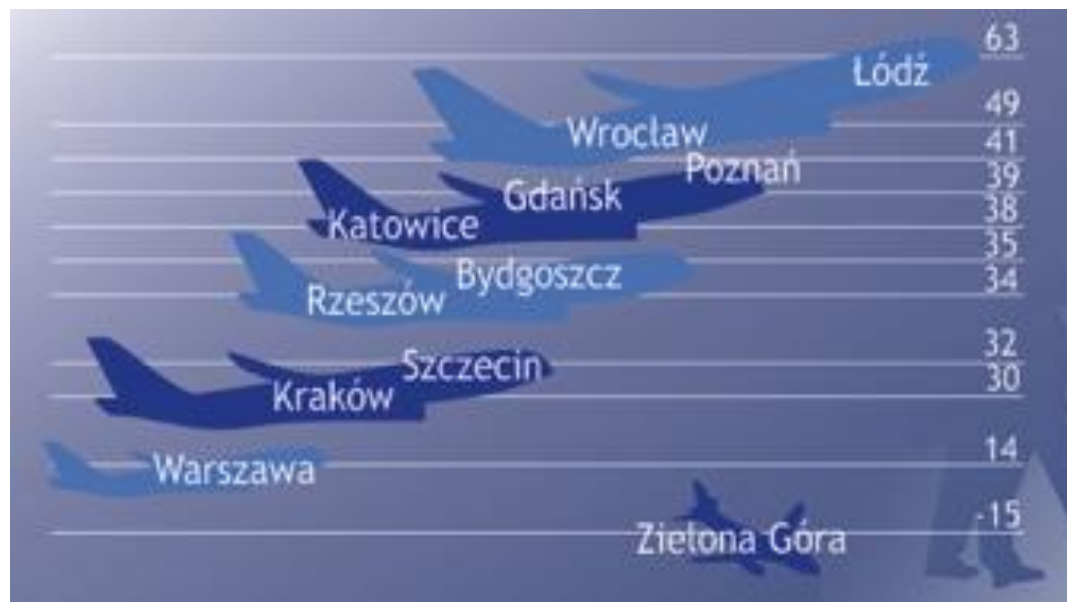 63
Łódź
49
Wrocław
41
Poznań
39
Gdańsk
38
Katowice
35
Bydgoszcz
34
Rzeszów
32
Szczecin
30
Kraków
14
Warszawa
-15
Zielona Góra